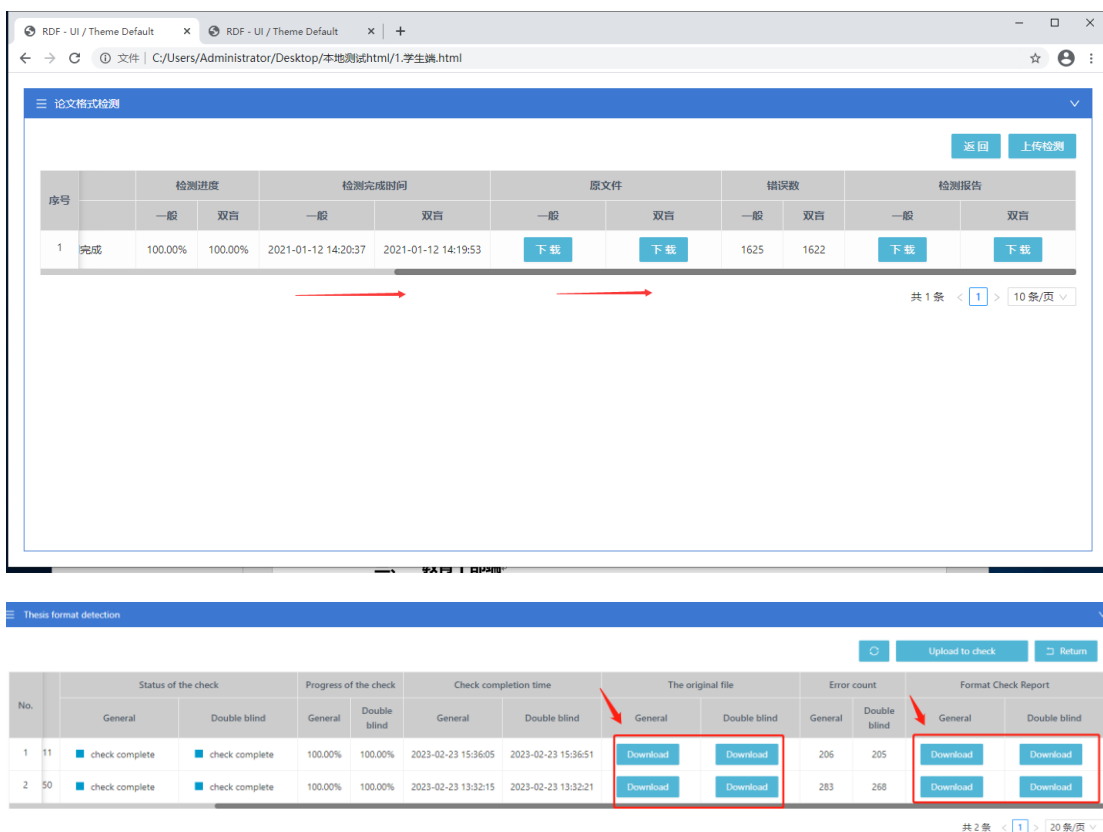 RDF - UI / Theme Default × RDF - UI / Theme Default × +
文件 | C:/Users/Administrator/Desktop/本地测试html/1.学生端.html
论文格式检测
返回 上传检测
序号 检测进度 检测完成时间 原文件 错误数 检测报告
一般 双盲 一般 双盲 一般 双盲 一般 双盲 一般 双盲
1 完成 100.00% 100.00% 2021-01-12 14:20:37 2021-01-12 14:19:53 下载 下载 1625 1622 下载 下载
共 1 条 < 1 > 10 条/页
Thesis format detection
Upload to check Return
No. Status of the check Progress of the check Check completion time The original file Error count Format Check Report
General Double blind General Double blind General Double blind General Double blind General Double blind General Double blind
1 11 check complete check complete 100.00% 100.00% 2023-02-23 15:36:05 2023-02-23 15:36:51 Download Download 206 205 Download Download
2 50 check complete check complete 100.00% 100.00% 2023-02-23 13:32:15 2023-02-23 13:32:21 Download Download 283 268 Download Download
共 2 条 < 1 > 20 条/页